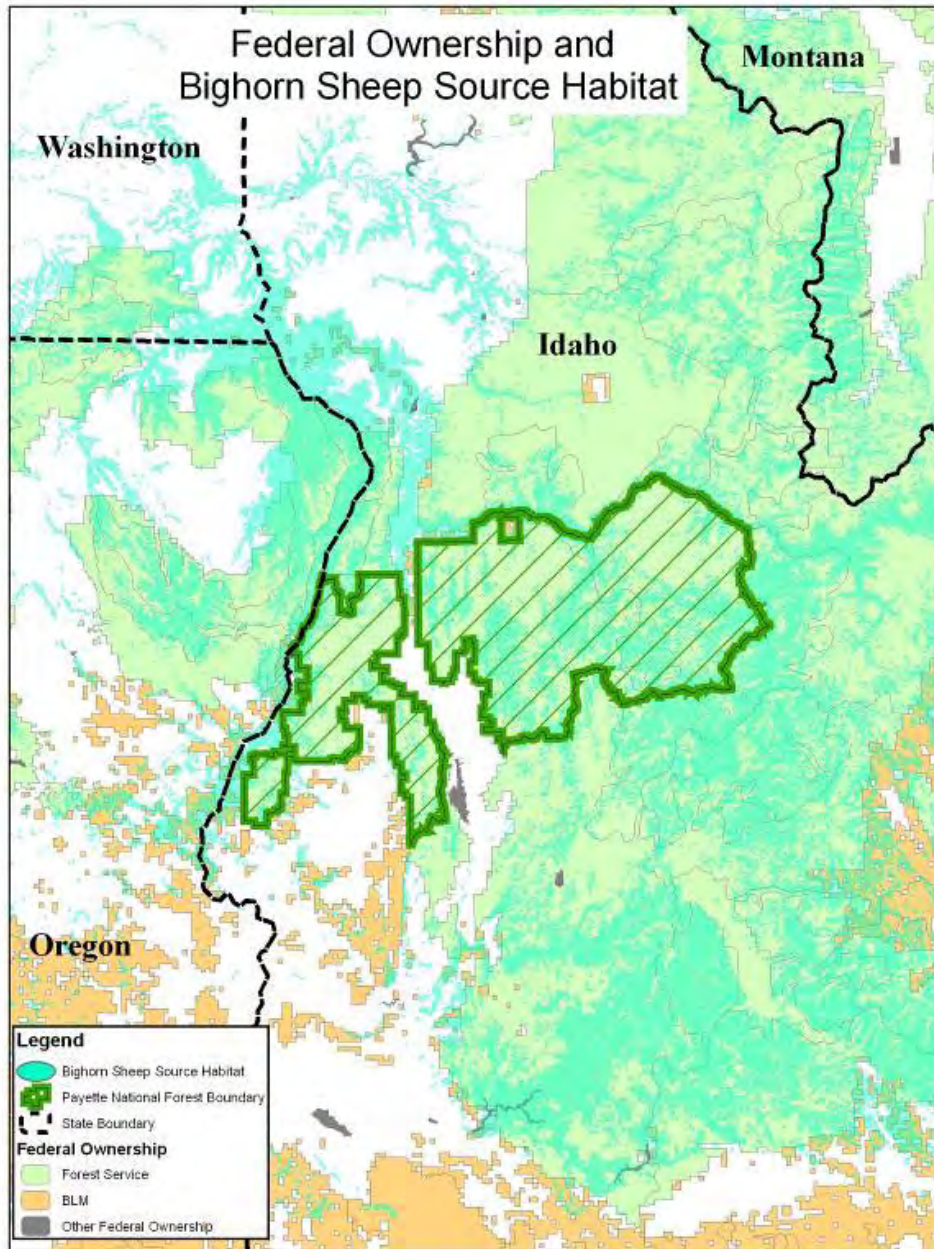 Federal Ownership and
Bighorn Sheep Source Habitat
Montana
Washington
Idaho
Oregon
Legend
Bighorn Sheep Source Habitat
Payette National Forest Boundary
State Boundary
Federal Ownership
Forest Service
BLM
Other Federal Ownership